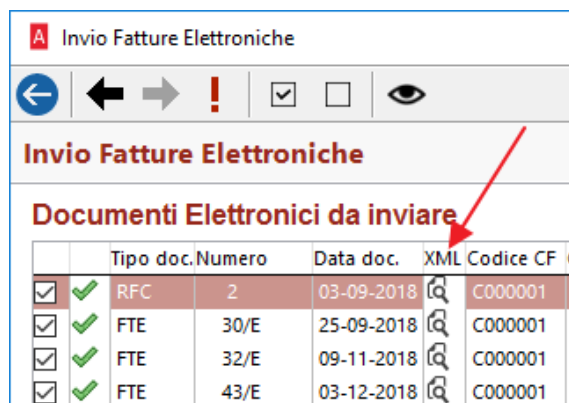 A Invio Fatture Elettroniche
Invio Fatture Elettroniche
Documenti Elettronici da inviare
Tipo doc. Numero Data doc. XML Codice CF
RFC 2 03-09-2018 C000001
FTE 30/E 25-09-2018 C000001
FTE 32/E 09-11-2018 C000001
FTE 43/E 03-12-2018 C000001